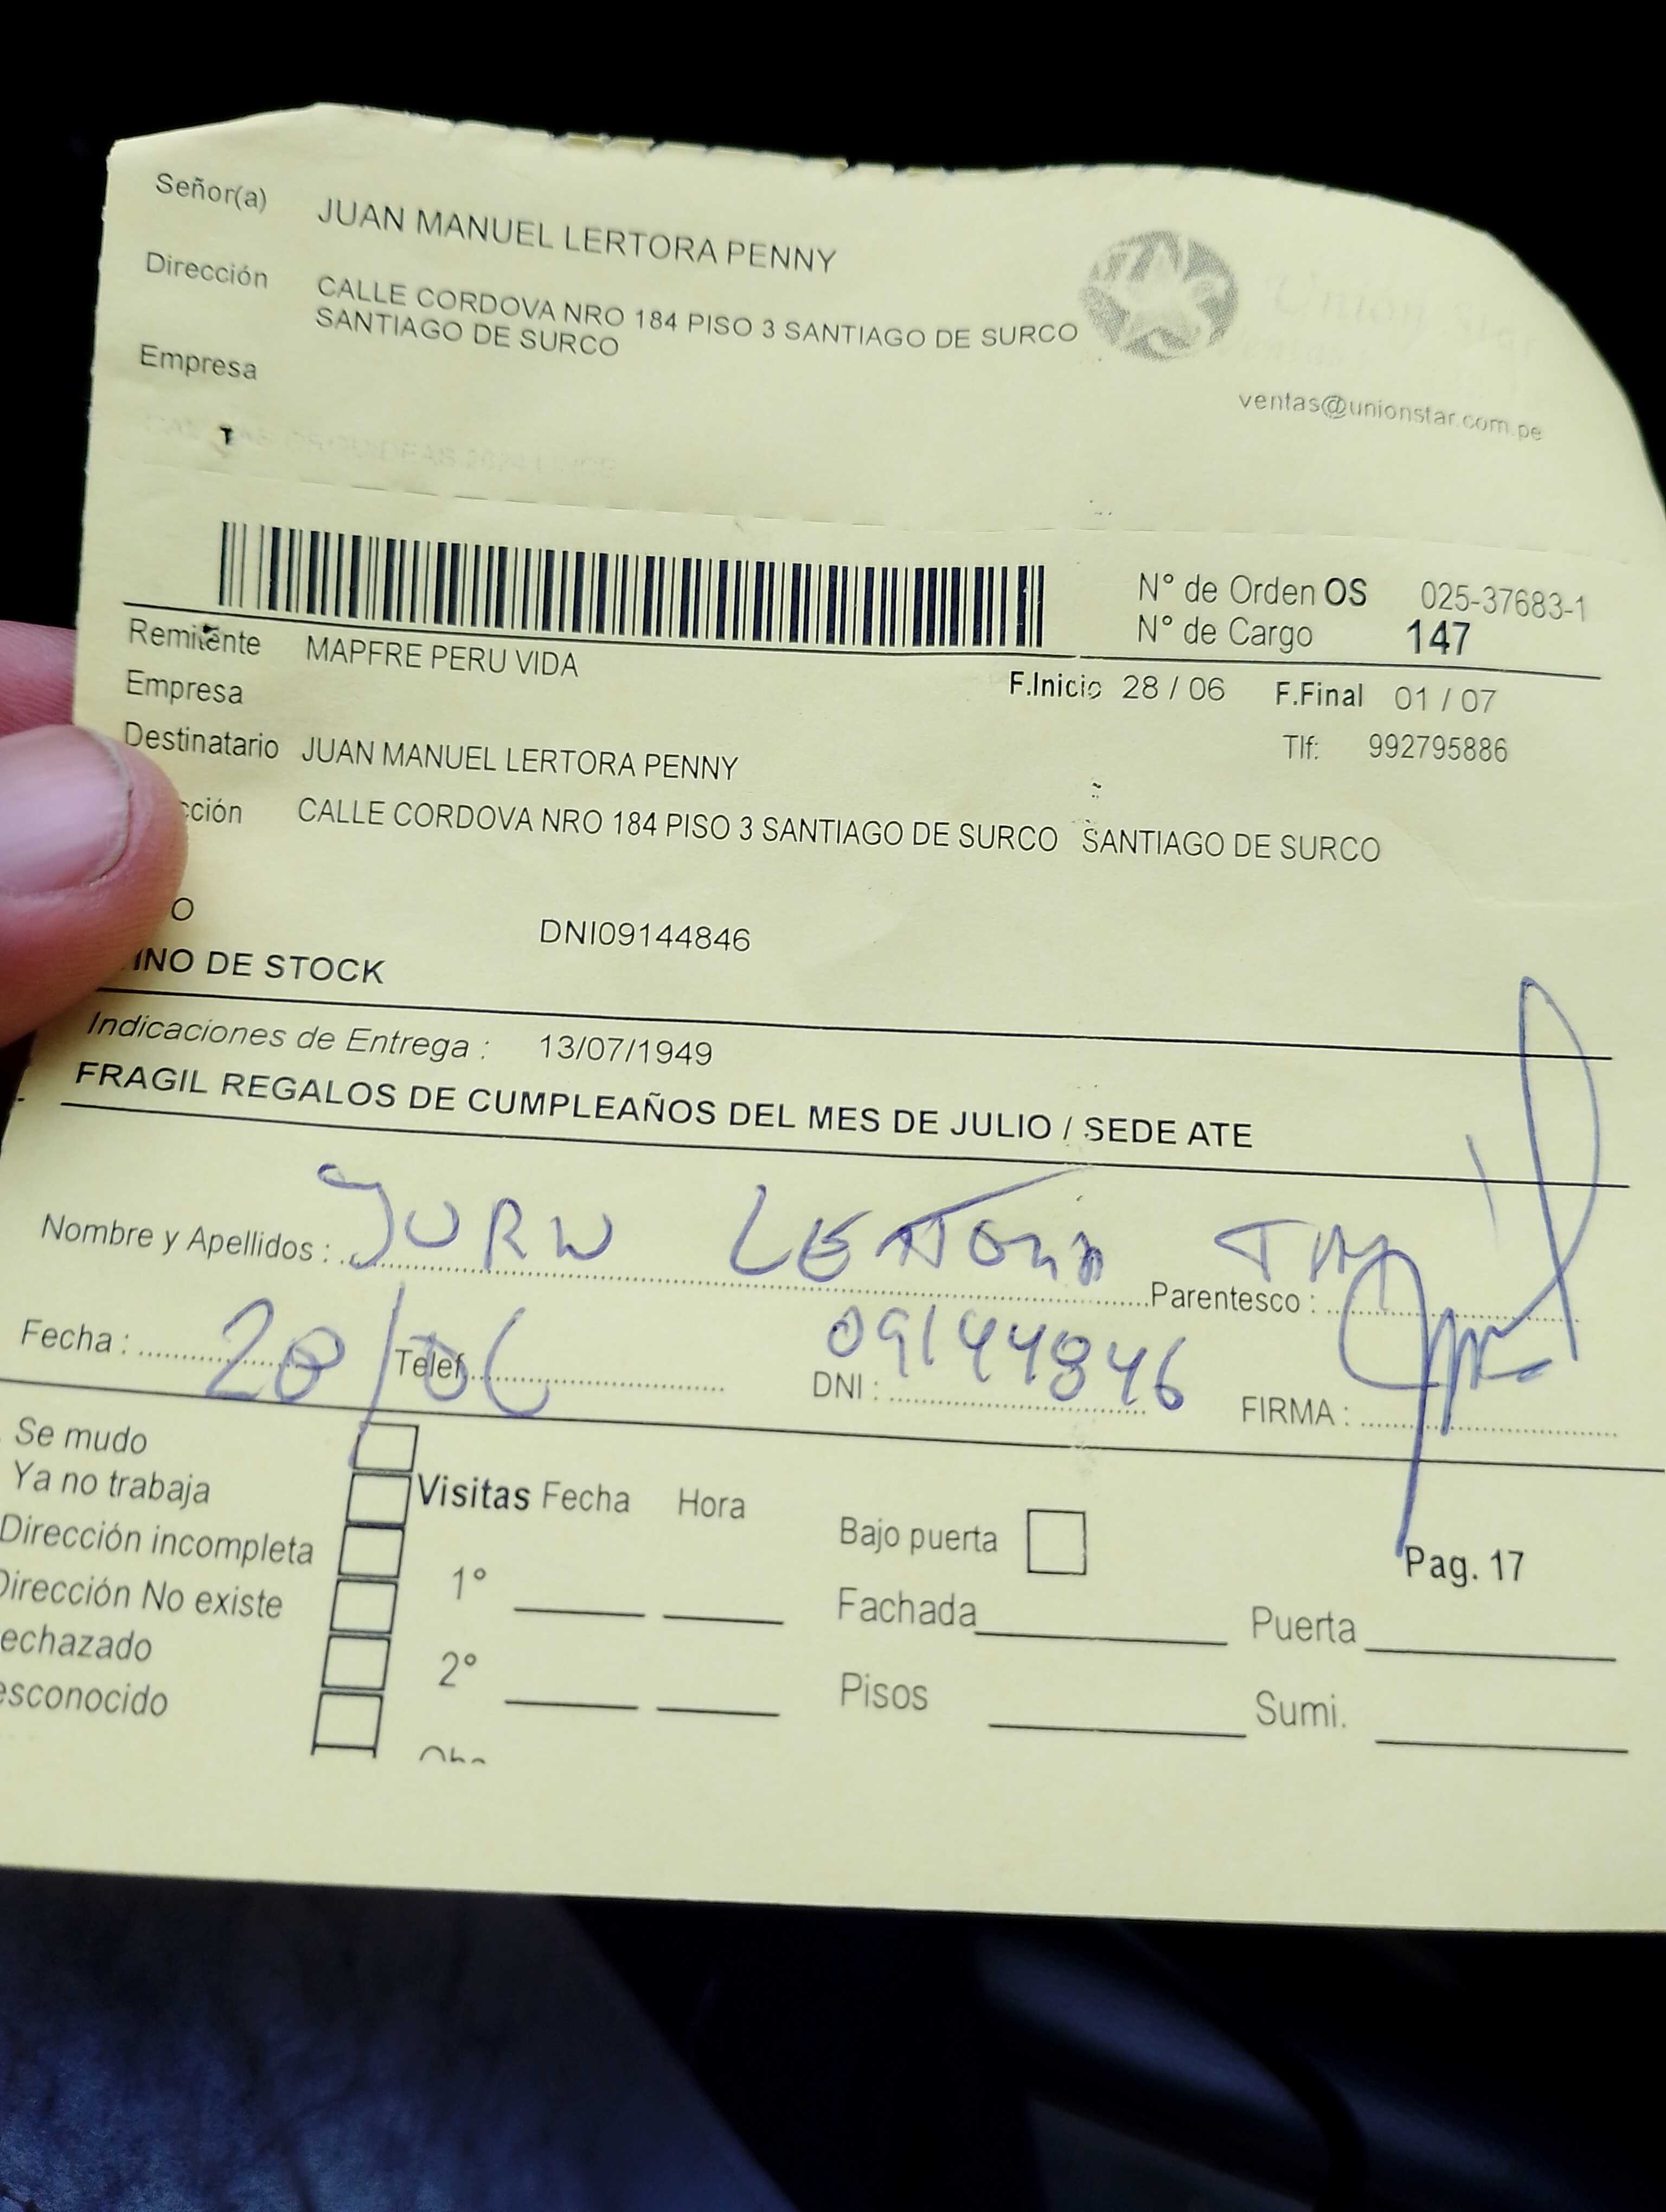 Señor(a) JUAN MANUEL LERTORA PENNY
Dirección CALLE CORDOVA NRO 184 PISO 3 SANTIAGO DE SURCO
SANTIAGO DE SURCO
Empresa
ventas@unionstar.com.pe
N° de Orden OS 025-37683-1
N° de Cargo 147
Remitente MAPFRE PERU VIDA
F.Inicio 28 / 06 F.Final 01 / 07
Empresa
Tlf: 992795886
Destinatario JUAN MANUEL LERTORA PENNY
cción CALLE CORDOVA NRO 184 PISO 3 SANTIAGO DE SURCO SANTIAGO DE SURCO
O
DNI09144846
INO DE STOCK
Indicaciones de Entrega : 13/07/1949
FRAGIL REGALOS DE CUMPLEAÑOS DEL MES DE JULIO / SEDE ATE
Nombre y Apellidos : JUAN LERTORA Parentesco :
Fecha : 28/06 Telef. DNI : 09144846 FIRMA :
Se mudo
Ya no trabaja
Visitas Fecha Hora
Dirección incompleta
Bajo puerta
Pag. 17
Dirección No existe
1°
Fachada Puerta
echazado
2°
esconocido
Pisos Sumi.